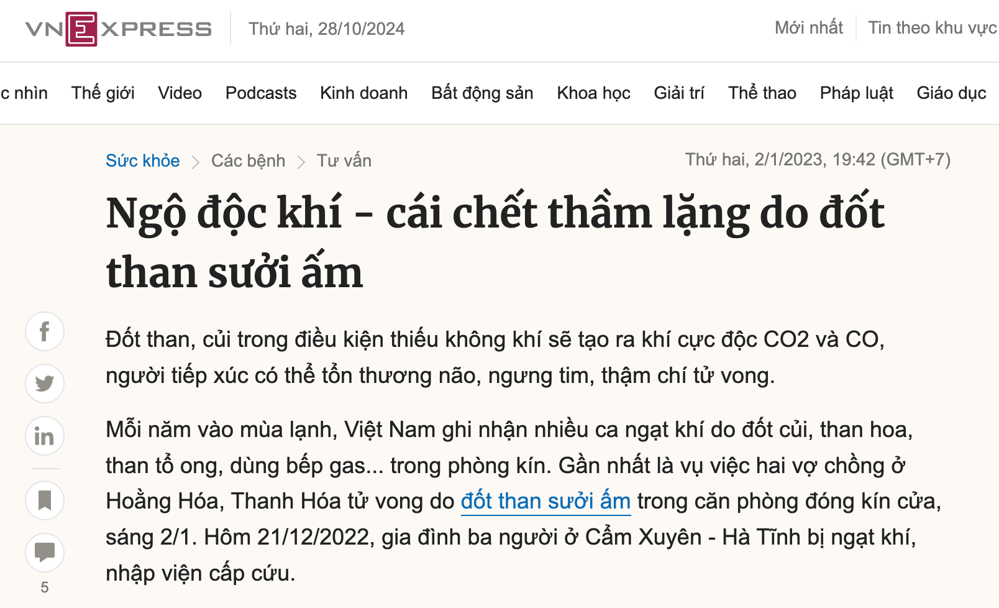 VNEXPRESS
Thứ hai, 28/10/2024
Mới nhất
Tin theo khu vực
c nhìn Thế giới Video Podcasts Kinh doanh Bất động sản Khoa học Giải trí Thể thao Pháp luật Giáo dục
Sức khỏe > Các bệnh > Tư vấn
Thứ hai, 2/1/2023, 19:42 (GMT+7)
Ngộ độc khí - cái chết thầm lặng do đốt
than sưởi ấm
Đốt than, củi trong điều kiện thiếu không khí sẽ tạo ra khí cực độc CO2 và CO,
người tiếp xúc có thể tổn thương não, ngưng tim, thậm chí tử vong.
Mỗi năm vào mùa lạnh, Việt Nam ghi nhận nhiều ca ngạt khí do đốt củi, than hoa,
than tổ ong, dùng bếp gas... trong phòng kín. Gần nhất là vụ việc hai vợ chồng ở
Hoằng Hóa, Thanh Hóa tử vong do đốt than sưởi ấm trong căn phòng đóng kín cửa,
sáng 2/1. Hôm 21/12/2022, gia đình ba người ở Cẩm Xuyên - Hà Tĩnh bị ngạt khí,
nhập viện cấp cứu.
5